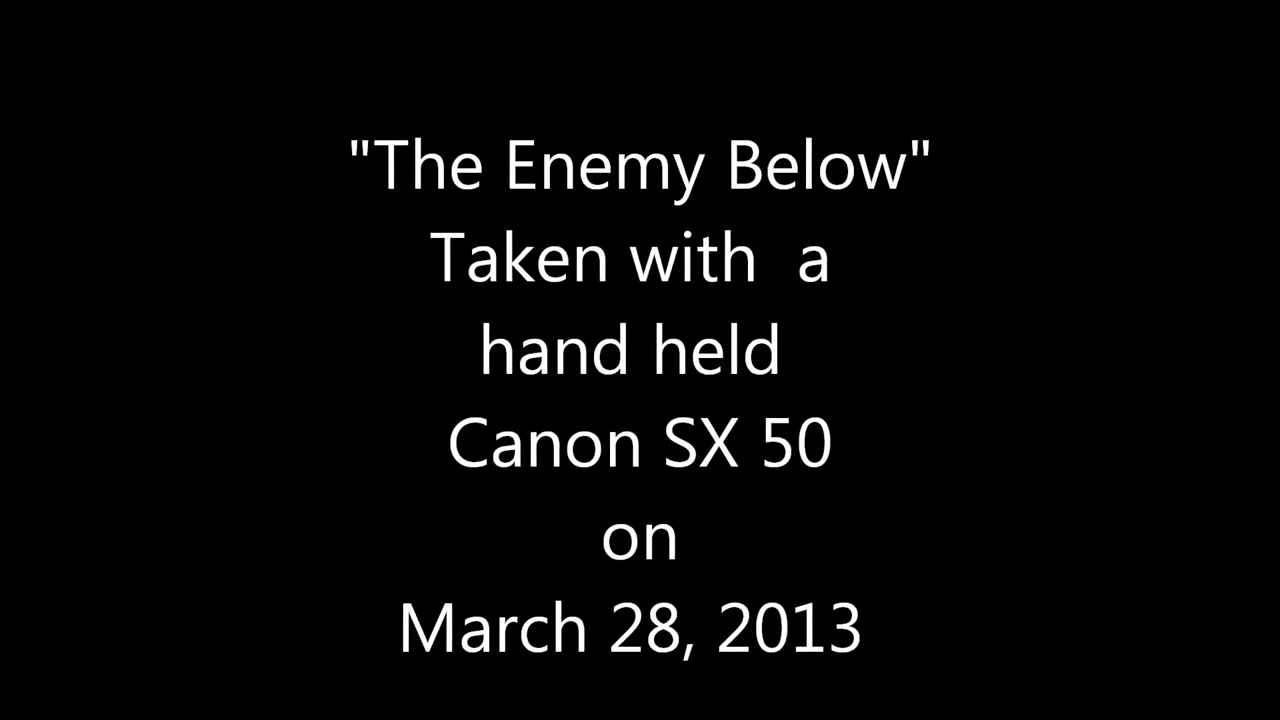 "The Enemy Below"
Taken with  a
hand held
Canon SX 50
on
March 28, 2013